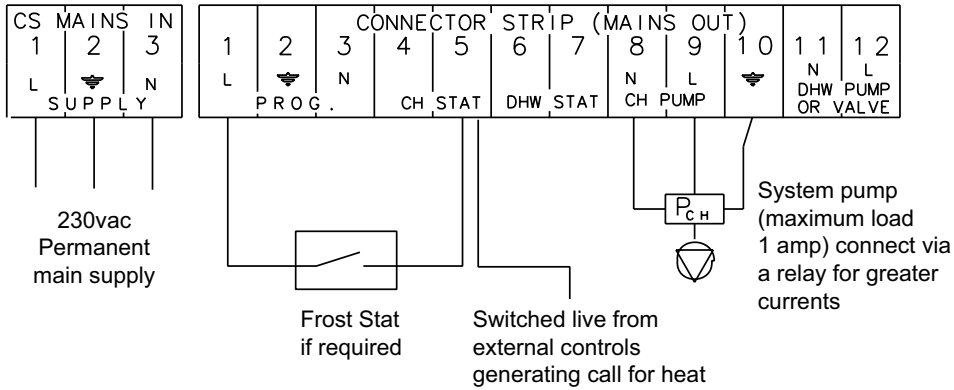 CS MAINS IN
1 2 3
L N
SUPPLY
CONNECTOR STRIP (MAINS OUT)
1 2 3 4 5 6 7 8 9 10 11 12
L N N L N L
PROG. CH STAT DHW STAT CH PUMP DHW PUMP
OR VALVE
230vac
Permanent
main supply
Frost Stat
if required
Switched live from
external controls
generating call for heat
PCH
System pump
(maximum load
1 amp) connect via
a relay for greater
currents